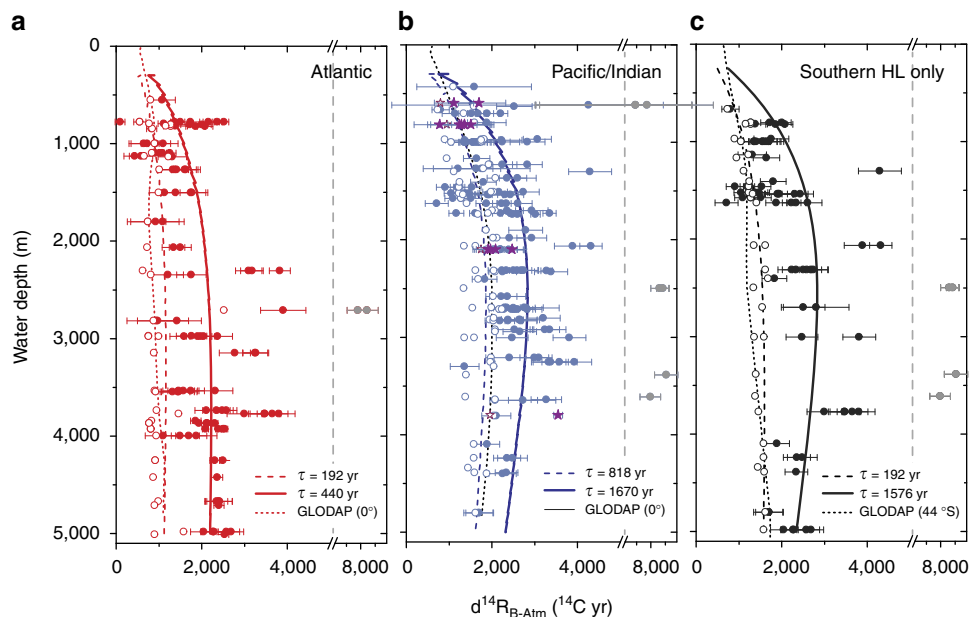 a
b
c
Atlantic
Pacific/Indian
Southern HL only
0
1,000
2,000
3,000
4,000
5,000
Water depth (m)
τ = 192 yr
τ = 440 yr
GLODAP (0°)
τ = 818 yr
τ = 1670 yr
GLODAP (0°)
τ = 192 yr
τ = 1576 yr
GLODAP (44 °S)
0 2,000 4,000 8,000
0 2,000 4,000 8,000
0 2,000 4,000 8,000
d¹⁴R_B-Atm (¹⁴C yr)